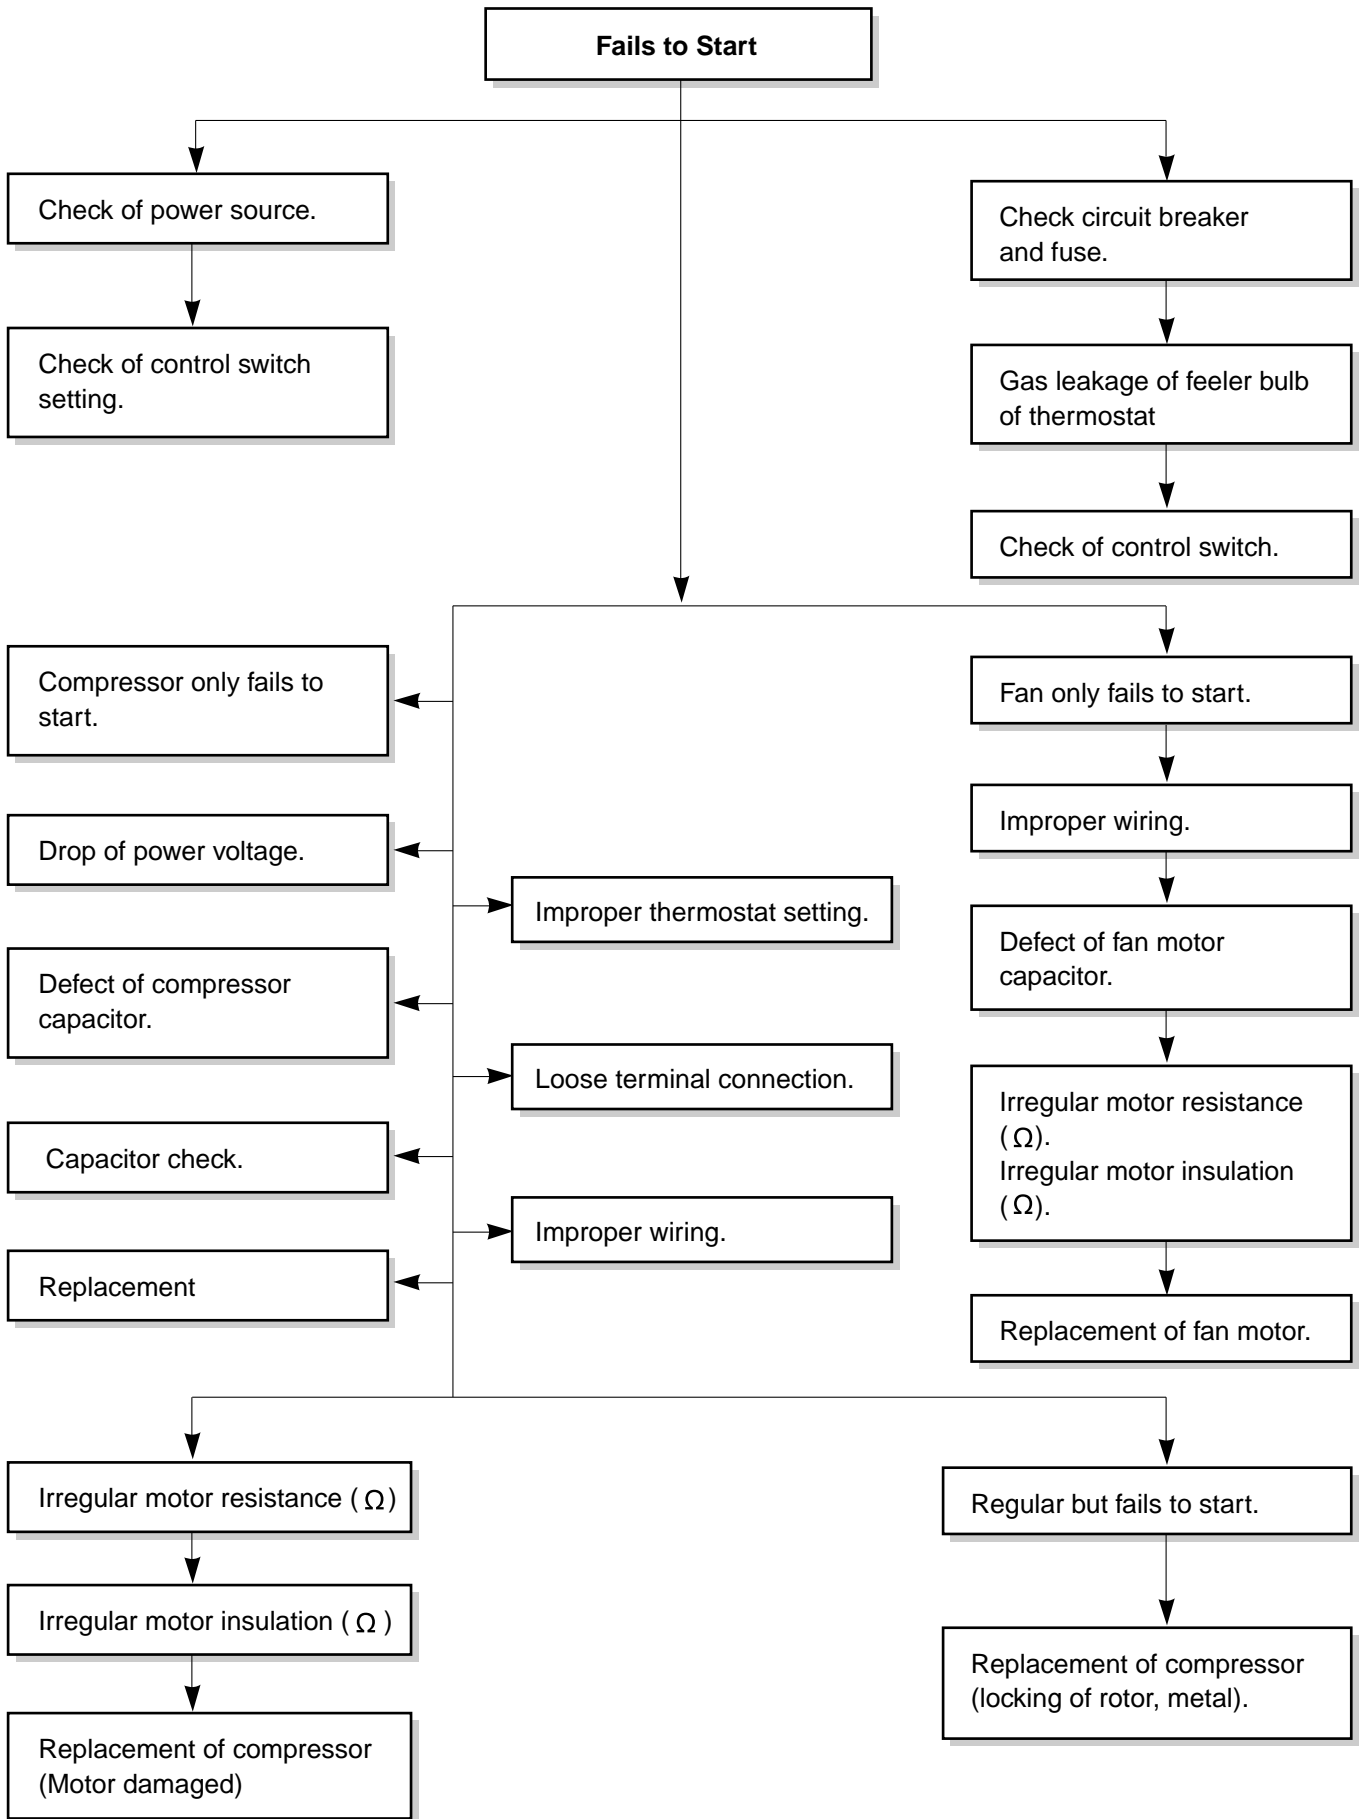 Fails to Start
Check of power source.
Check of control switch
setting.
Check circuit breaker
and fuse.
Gas leakage of feeler bulb
of thermostat
Check of control switch.
Compressor only fails to
start.
Drop of power voltage.
Defect of compressor
capacitor.
Capacitor check.
Replacement
Improper thermostat setting.
Loose terminal connection.
Improper wiring.
Fan only fails to start.
Improper wiring.
Defect of fan motor
capacitor.
Irregular motor resistance
(Ω).
Irregular motor insulation
(Ω).
Replacement of fan motor.
Irregular motor resistance (Ω)
Irregular motor insulation (Ω )
Replacement of compressor
(Motor damaged)
Regular but fails to start.
Replacement of compressor
(locking of rotor, metal).